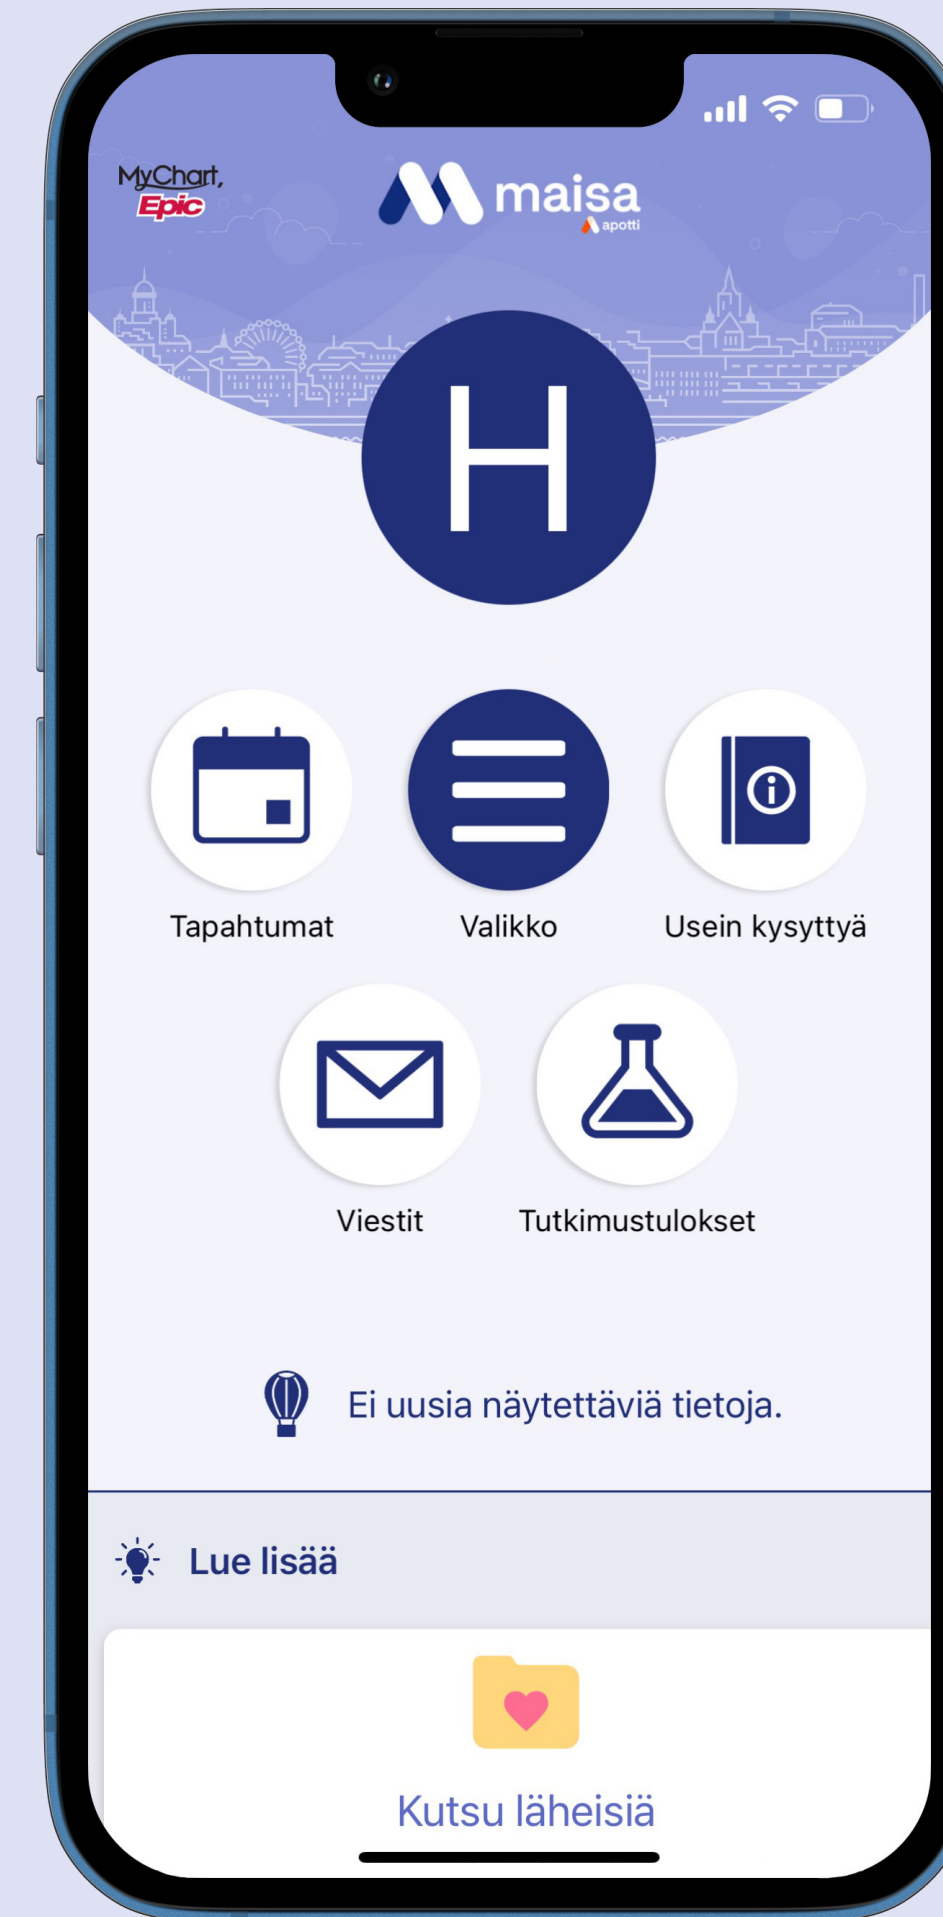 MyChart,
Epic
maisa
apotti
H
Tapahtumat
Valikko
Usein kysyttyä
Viestit
Tutkimustulokset
Ei uusia näytettäviä tietoja.
Lue lisää
Kutsu läheisiä